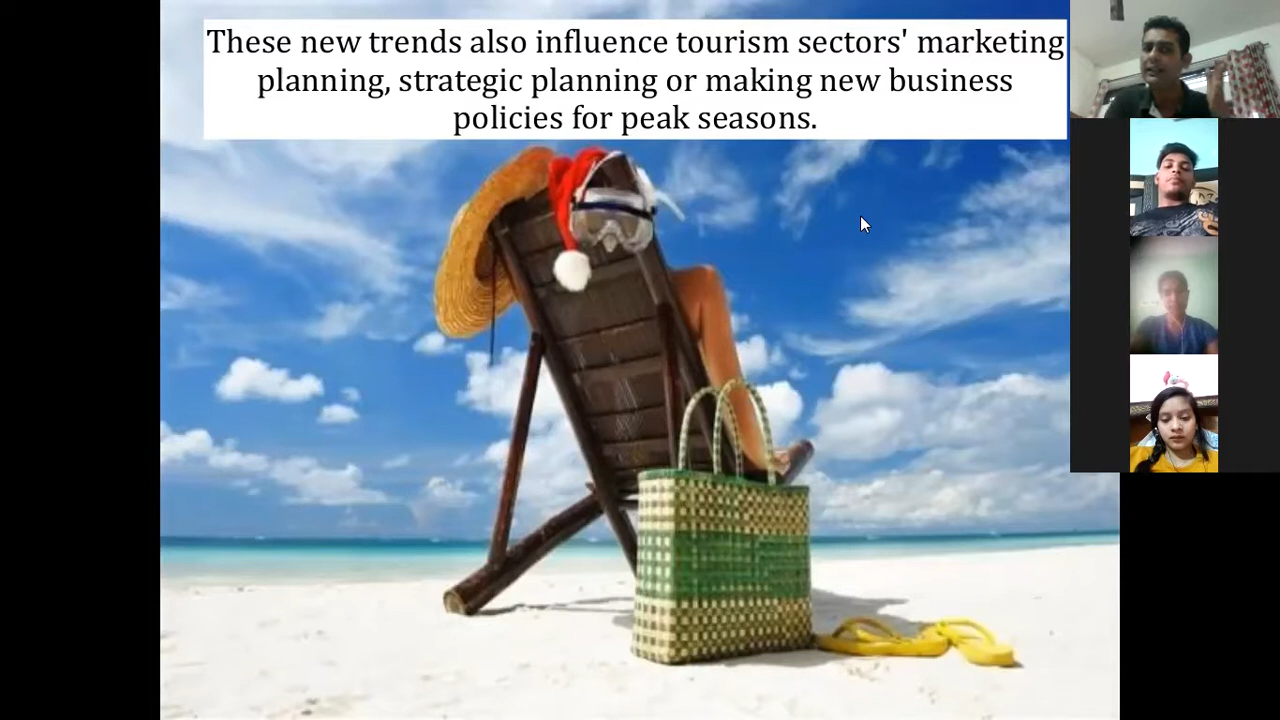 These new trends also influence tourism sectors' marketing
planning, strategic planning or making new business
policies for peak seasons.